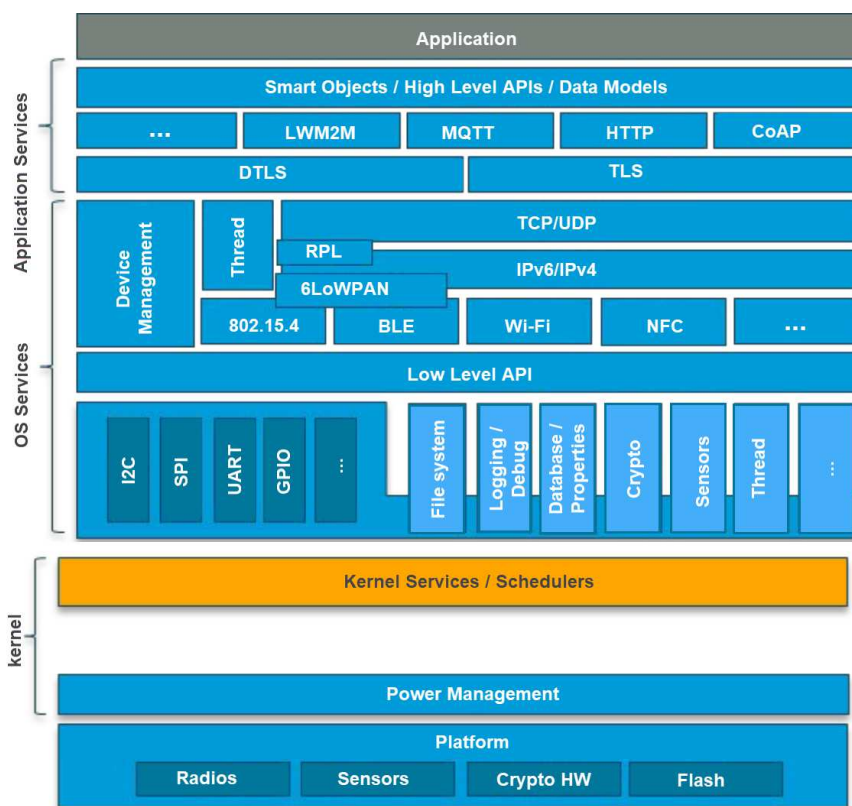 Application
Application Services
Smart Objects / High Level APIs / Data Models
...
LWM2M
MQTT
HTTP
CoAP
DTLS
TLS
OS Services
Device
Management
Thread
TCP/UDP
RPL
IPv6/IPv4
6LoWPAN
802.15.4
BLE
Wi-Fi
NFC
...
Low Level API
I2C
SPI
UART
GPIO
...
File system
Logging /
Debug
Database /
Properties
Crypto
Sensors
Thread
...
kernel
Kernel Services / Schedulers
Power Management
Platform
Radios
Sensors
Crypto HW
Flash